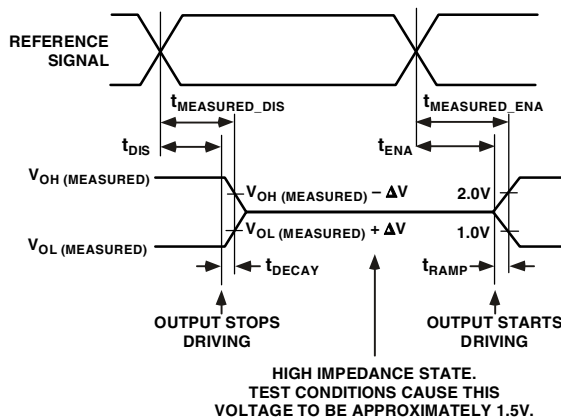 REFERENCE
SIGNAL
tMEASURED_DIS
tMEASURED_ENA
tDIS
tENA
VOH (MEASURED)
VOH (MEASURED) – ΔV
2.0V
VOL (MEASURED) + ΔV
1.0V
VOL (MEASURED)
tDECAY
tRAMP
OUTPUT STOPS
DRIVING
OUTPUT STARTS
DRIVING
HIGH IMPEDANCE STATE.
TEST CONDITIONS CAUSE THIS
VOLTAGE TO BE APPROXIMATELY 1.5V.